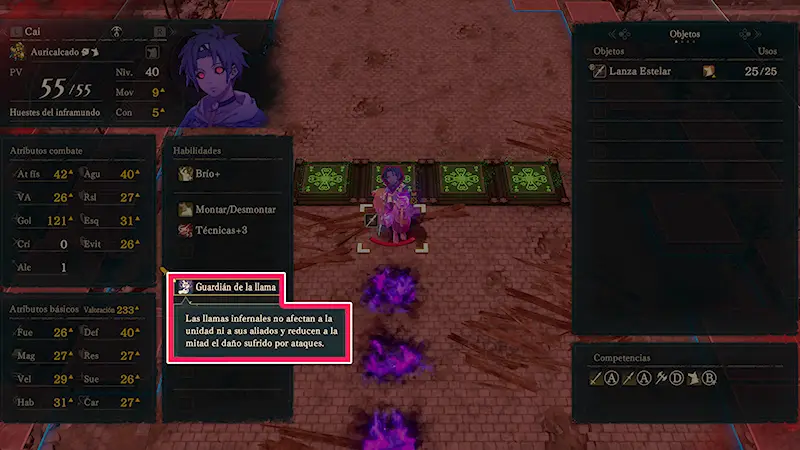 L Cai R
Auricalcado
PV 55/55
Niv. 40
Mov 9
Con 5
Huestes del inframundo
Atributos combate
At fís 42 Agu 40
VA 26 Rsl 27
Gol 121 Esq 31
Crí 0 Evit 26
Alc 1
Atributos básicos Valoración 233
Fue 26 Def 40
Mag 27 Res 27
Vel 29 Sue 26
Hab 31 Car 27
Habilidades
Brío+
Montar/Desmontar
Técnicas+3
Guardián de la llama
Las llamas infernales no afectan a la
unidad ni a sus aliados y reducen a la
mitad el daño sufrido por ataques.
Objetos
Objetos Usos
Lanza Estelar 25/25
Competencias
A A D B